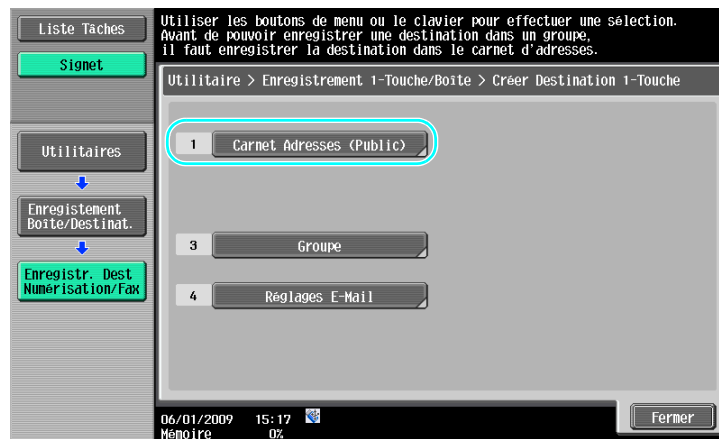 Liste Tâches
Signet
Utiliser les boutons de menu ou le clavier pour effectuer une sélection.
Avant de pouvoir enregistrer une destination dans un groupe,
il faut enregistrer la destination dans le carnet d'adresses.
Utilitaire > Enregistrement 1-Touche/Boîte > Créer Destination 1-Touche
Utilitaires
Enregistement
Boîte/Destinat.
Enregistr. Dest
Numérisation/Fax
1 Carnet Adresses (Public)
3 Groupe
4 Réglages E-Mail
06/01/2009 15:17
Mémoire 0%
Fermer